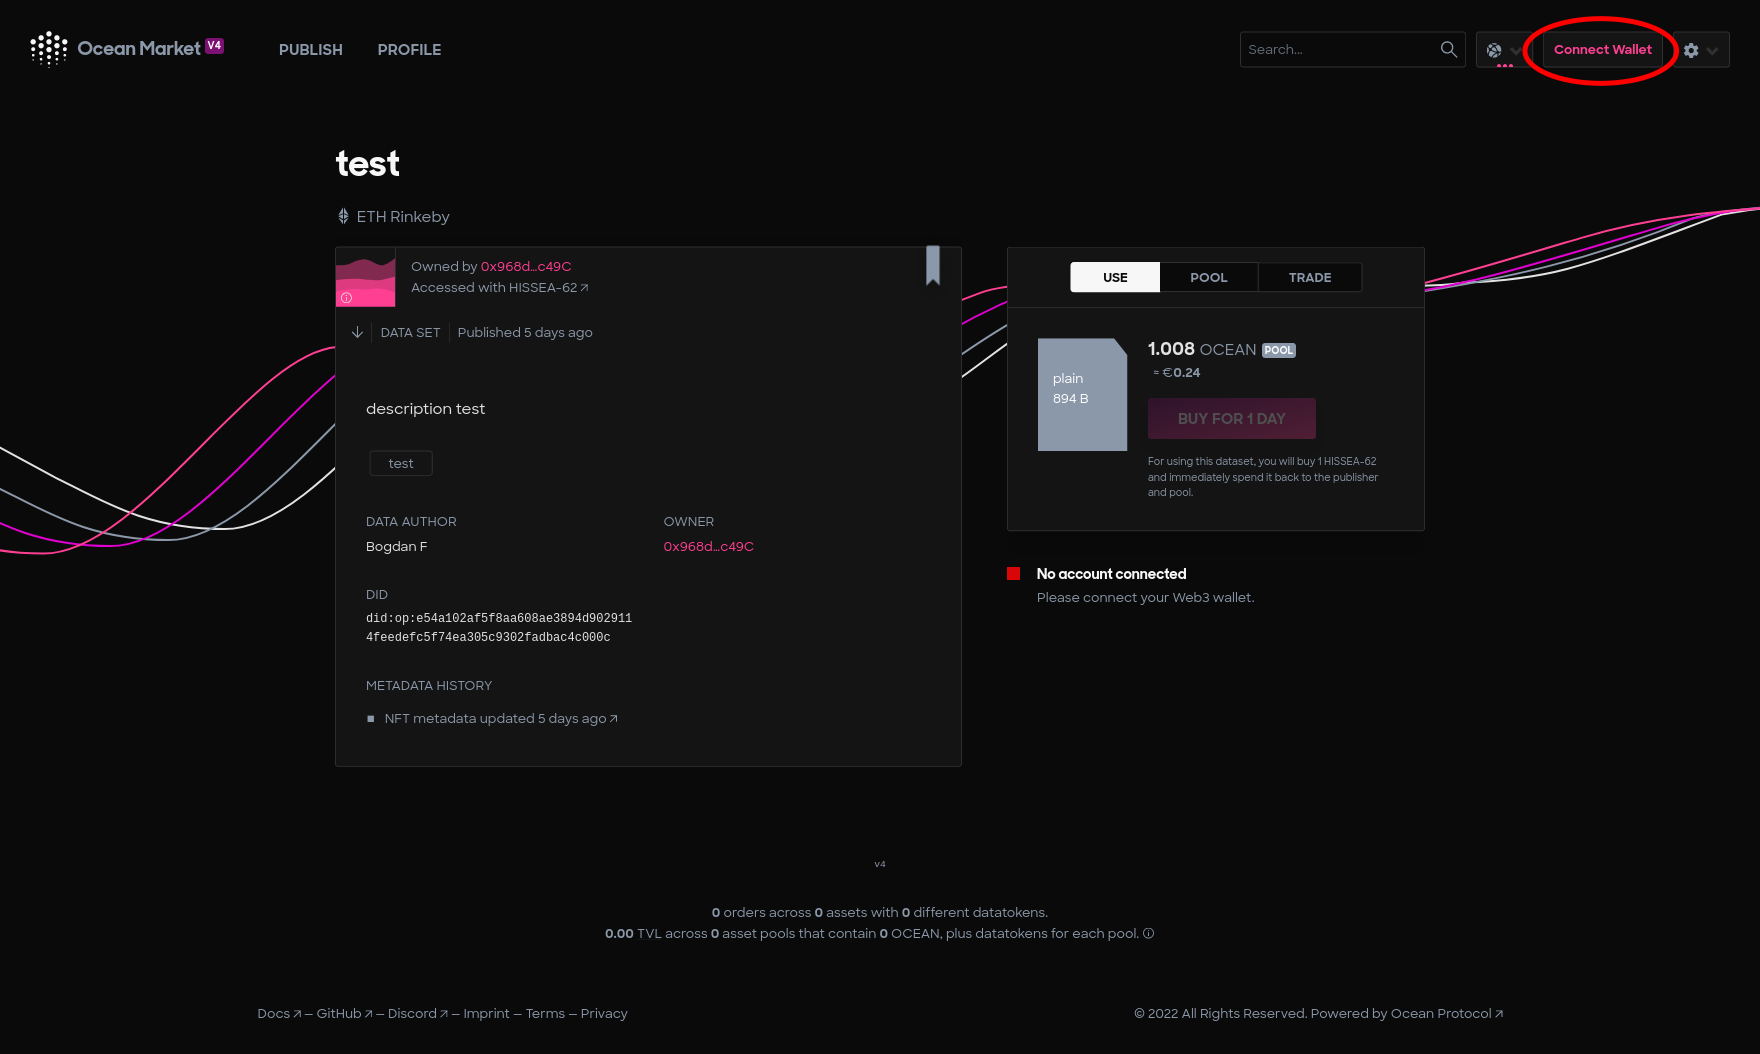 Ocean Market V4
PUBLISH
PROFILE
Search...
Connect Wallet
test
ETH Rinkeby
Owned by 0x968d...c49C
Accessed with HISSEA-62 ↗
DATA SET
Published 5 days ago
description test
test
DATA AUTHOR
OWNER
Bogdan F
0x968d...c49C
DID
did:op:e54a102af5f8aa608ae3894d902911
4feedefc5f74ea305c9302fadbac4c000c
METADATA HISTORY
NFT metadata updated 5 days ago ↗
USE
POOL
TRADE
plain
894 B
1.008 OCEAN POOL
≈ €0.24
BUY FOR 1 DAY
For using this dataset, you will buy 1 HISSEA-62
and immediately spend it back to the publisher
and pool.
No account connected
Please connect your Web3 wallet.
v4
0 orders across 0 assets with 0 different datatokens.
0.00 TVL across 0 asset pools that contain 0 OCEAN, plus datatokens for each pool.
Docs ↗ — GitHub ↗ — Discord ↗ — Imprint — Terms — Privacy
© 2022 All Rights Reserved. Powered by Ocean Protocol ↗